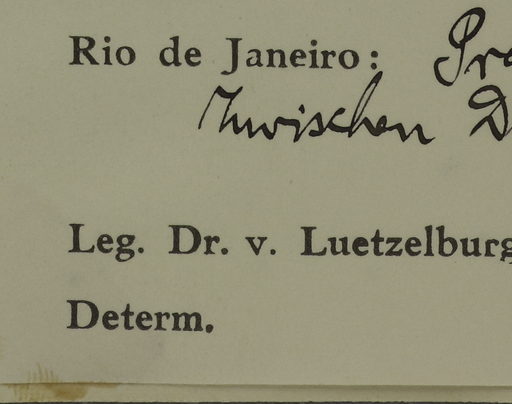 Rio de Janeiro:
Zwischen
Leg. Dr. v. Luetzelburg
Determ.